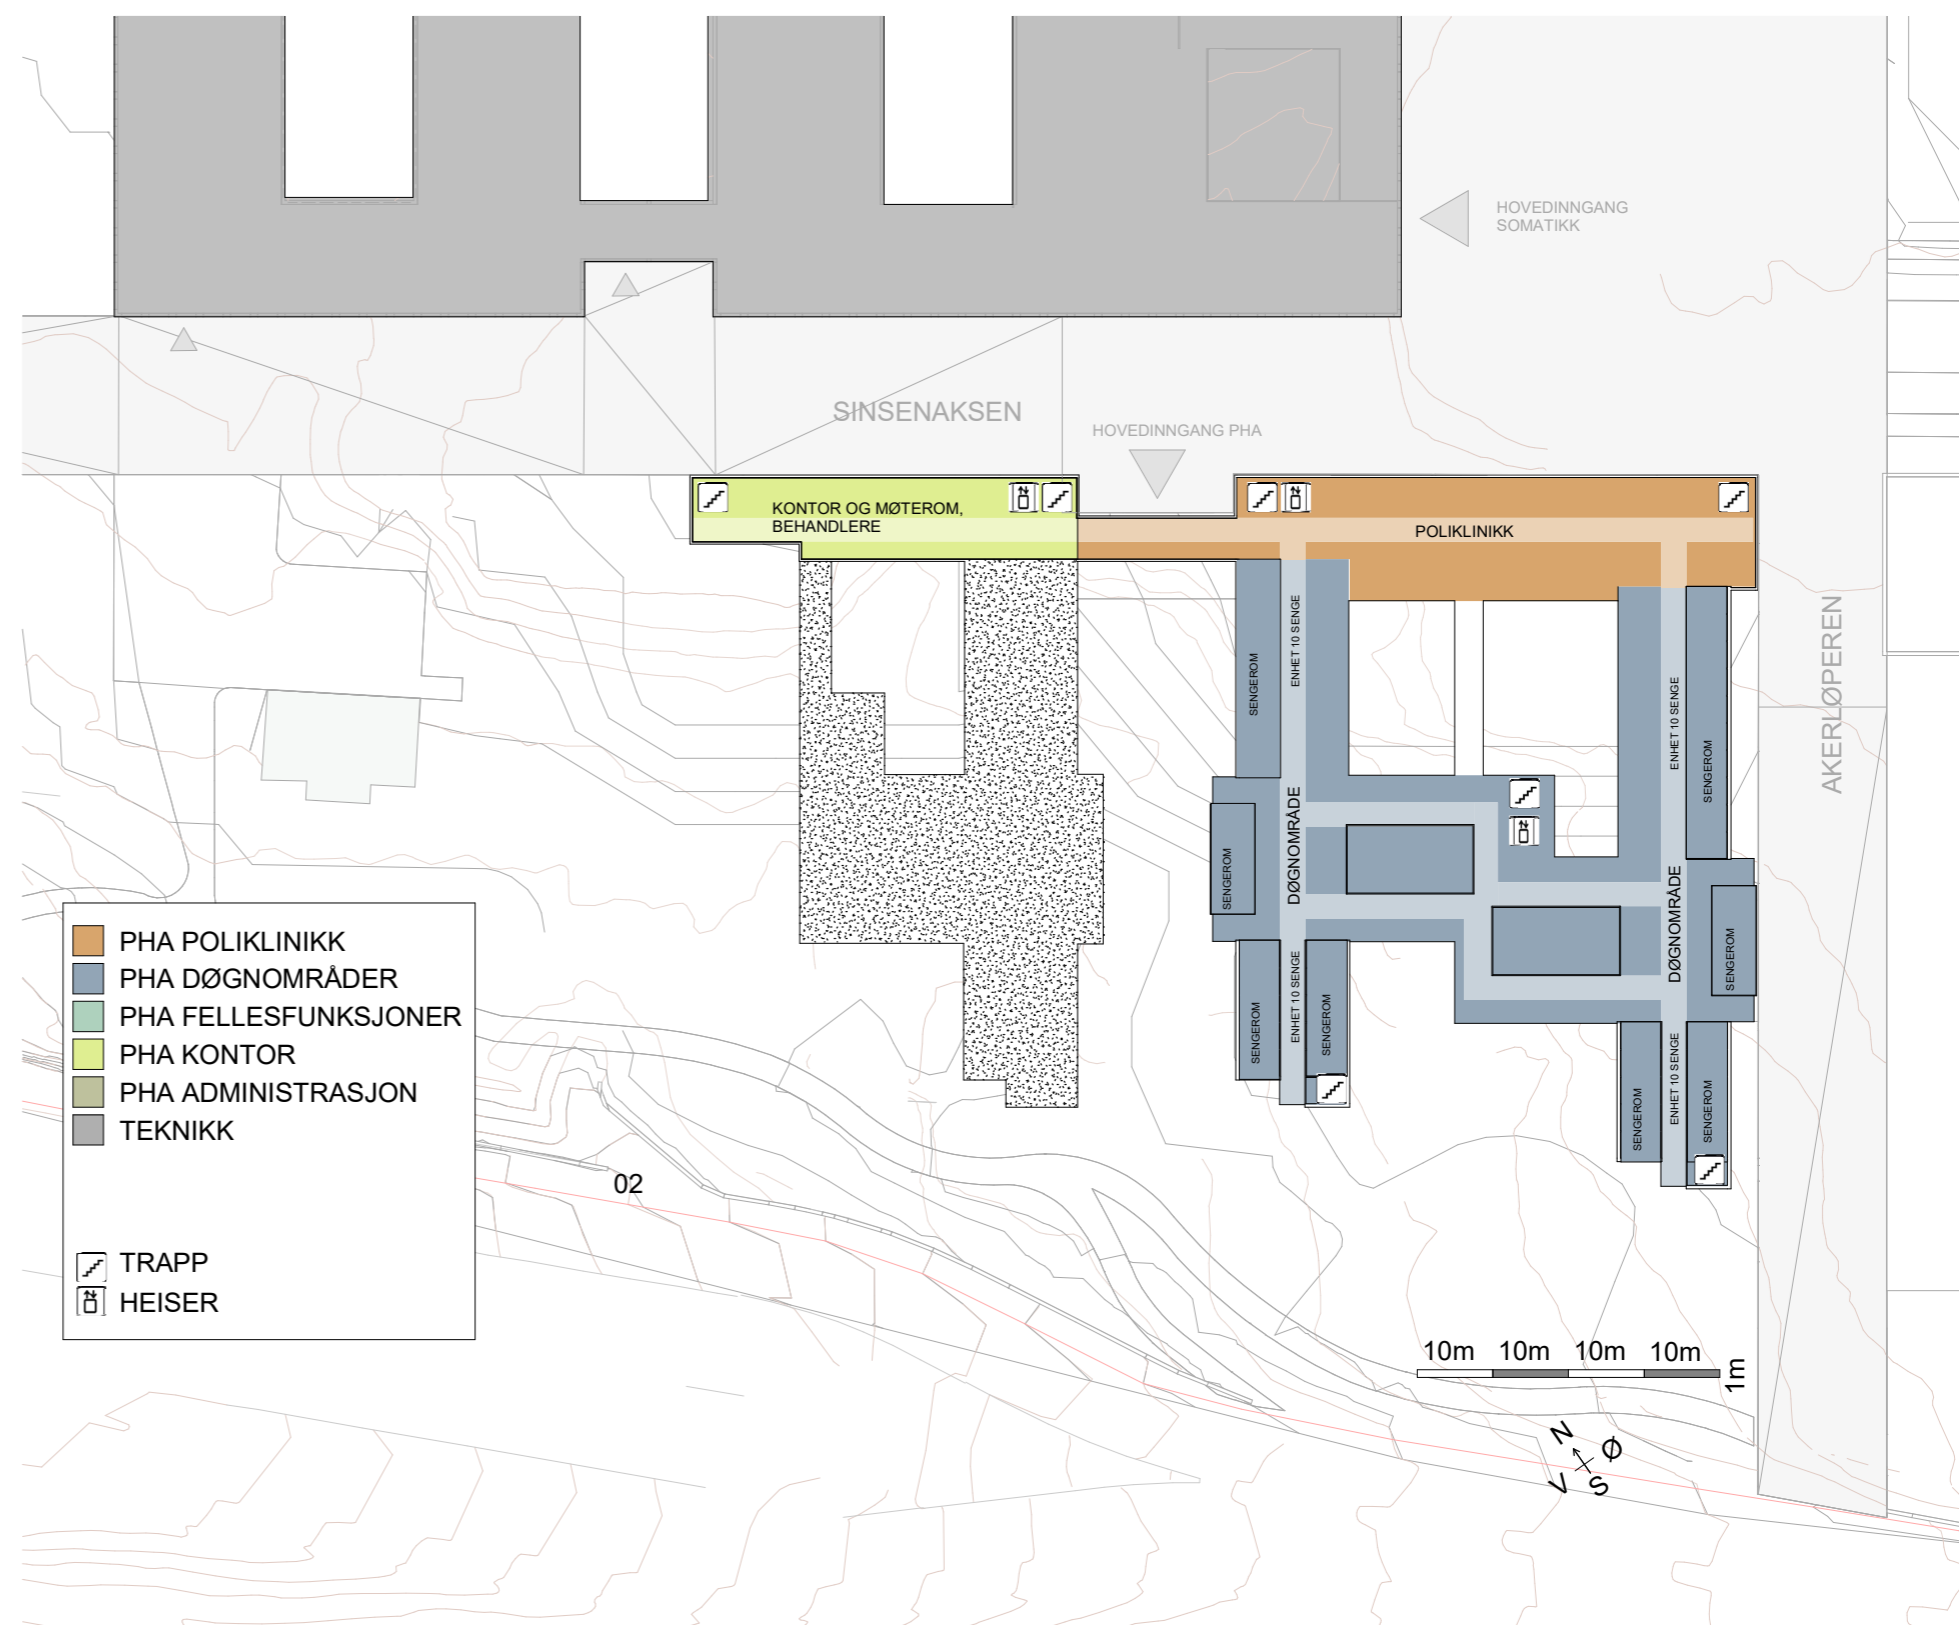 HOVEDINNGANG
SOMATIKK
SINSENAKSEN
HOVEDINNGANG PHA
KONTOR OG MØTEROM,
BEHANDLERE
POLIKLINIKK
AKERLØPEREN
ENHET 10 SENGE
SENGEROM
ENHET 10 SENGE
SENGEROM
DØGNOMRÅDE
SENGEROM
DØGNOMRÅDE
SENGEROM
ENHET 10 SENGE
SENGEROM
SENGEROM
ENHET 10 SENGE
SENGEROM
SENGEROM
PHA POLIKLINIKK
PHA DØGNOMRÅDER
PHA FELLESFUNKSJONER
PHA KONTOR
PHA ADMINISTRASJON
TEKNIKK
TRAPP
HEISER
02
10m 10m 10m 10m
1m
N
Ø
V
S